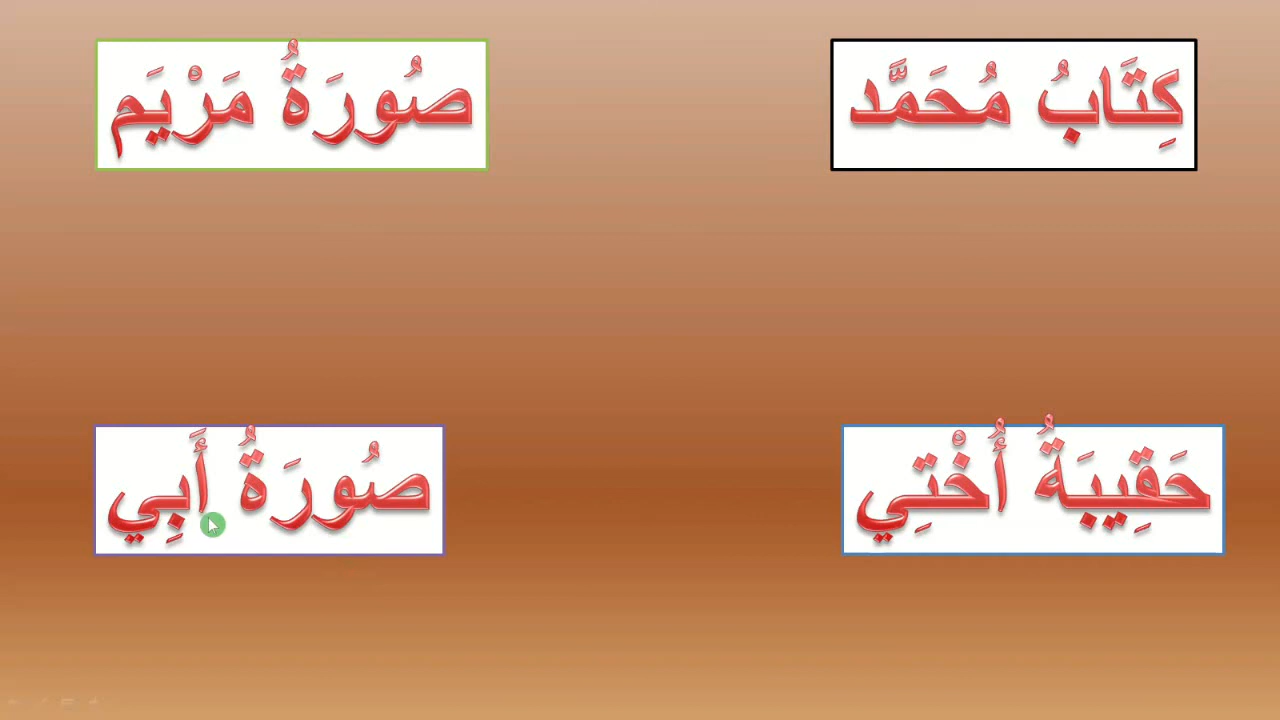 كِتَابُ مُحَمَّد
صُورَةُ مَرْيَم
حَقِيبَةُ أُخْتِي
صُورَةُ أَبِي